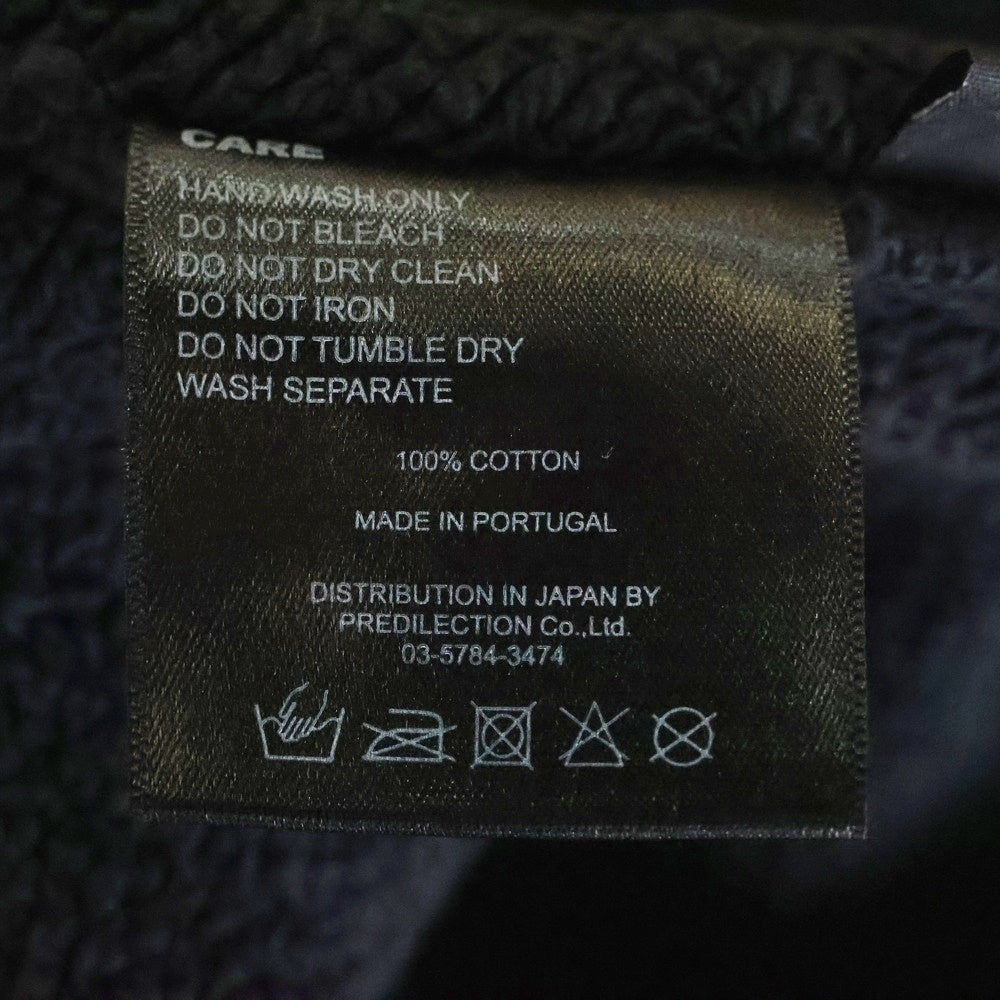 CARE
HAND WASH ONLY
DO NOT BLEACH
DO NOT DRY CLEAN
DO NOT IRON
DO NOT TUMBLE DRY
WASH SEPARATE
100% COTTON
MADE IN PORTUGAL
DISTRIBUTION IN JAPAN BY
PREDILECTION Co.,Ltd.
03-5784-3474